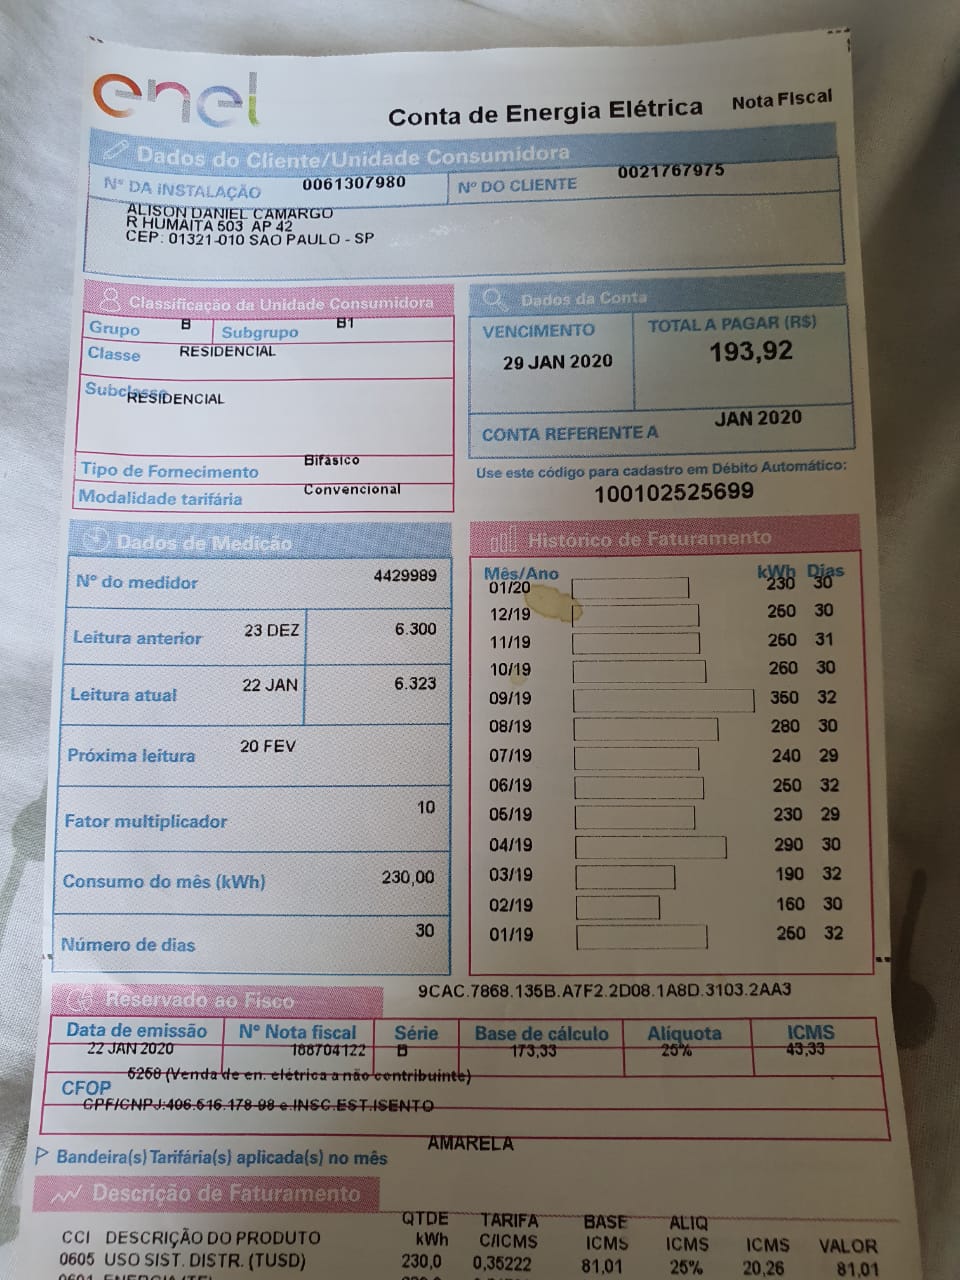 enel
Conta de Energia Elétrica Nota Fiscal
Dados do Cliente/Unidade Consumidora
Nº DA INSTALAÇÃO 0061307980 Nº DO CLIENTE 0021767975
ALISON DANIEL CAMARGO
R HUMAITA 503 AP 42
CEP: 01321-010 SAO PAULO - SP
Classificação da Unidade Consumidora
Grupo B Subgrupo B1
Classe RESIDENCIAL
Subclasse RESIDENCIAL
Tipo de Fornecimento Bifásico
Modalidade tarifária Convencional
Dados da Conta
VENCIMENTO TOTAL A PAGAR (R$)
29 JAN 2020 193,92
CONTA REFERENTE A JAN 2020
Use este código para cadastro em Débito Automático:
100102525699
Dados de Medição
Nº do medidor 4429989
Leitura anterior 23 DEZ 6.300
Leitura atual 22 JAN 6.323
Próxima leitura 20 FEV
Fator multiplicador 10
Consumo do mês (kWh) 230,00
Número de dias 30
Histórico de Faturamento
Mês/Ano kWh Dias
01/20 230 30
12/19 250 30
11/19 250 31
10/19 260 30
09/19 350 32
08/19 280 30
07/19 240 29
06/19 250 32
05/19 230 29
04/19 290 30
03/19 190 32
02/19 160 30
01/19 260 32
Reservado ao Fisco
9CAC.7868.135B.A7F2.2D08.1A8D.3103.2AA3
Data de emissão Nº Nota fiscal Série Base de cálculo Alíquota ICMS
22 JAN 2020 188704122 B 173,33 25% 43,33
5258 (Venda de en. elétrica a não contribuinte)
CFOP
CPF/CNPJ:406.516.178-98 e INSC.EST.ISENTO
AMARELA
Bandeira(s) Tarifária(s) aplicada(s) no mês
Descrição de Faturamento
CCI DESCRIÇÃO DO PRODUTO QTDE kWh TARIFA C/ICMS BASE ICMS ALIQ ICMS ICMS VALOR
0605 USO SIST. DISTR. (TUSD) 230,0 0,35222 81,01 25% 20,26 81,01